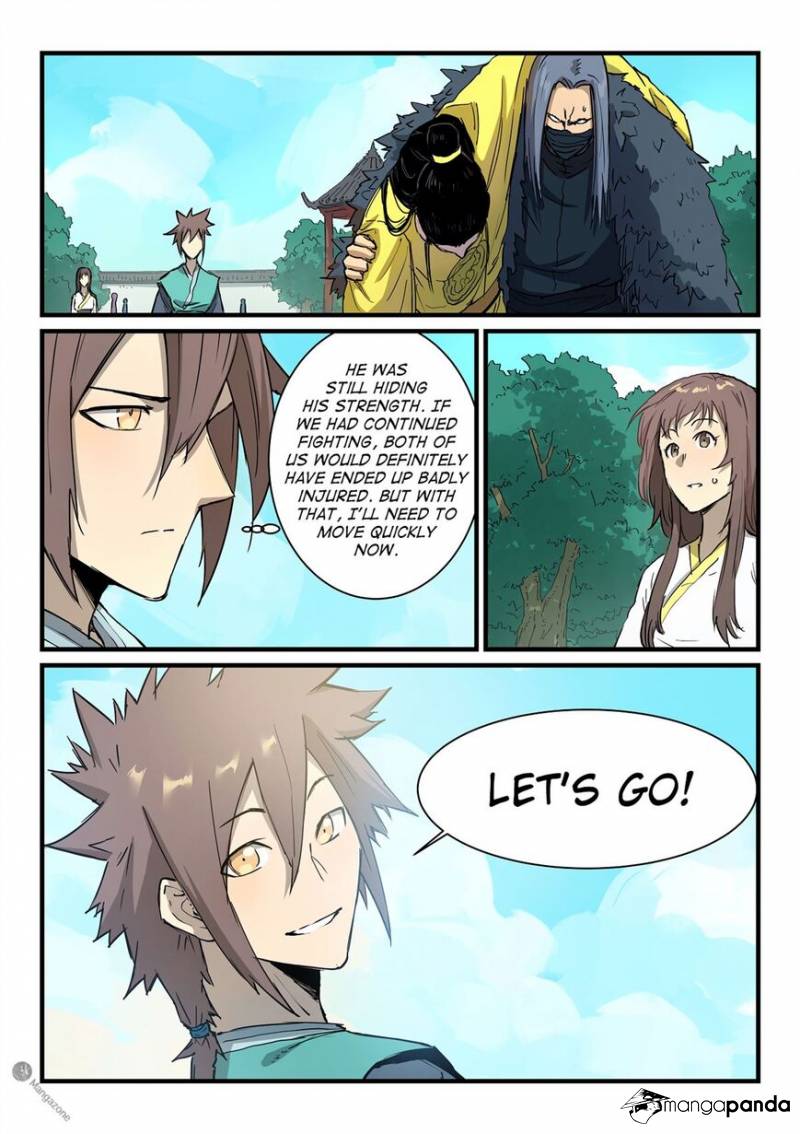 HE WAS
STILL HIDING
HIS STRENGTH. IF
WE HAD CONTINUED
FIGHTING, BOTH OF
US WOULD DEFINITELY
HAVE ENDED UP BADLY
INJURED. BUT WITH
THAT, I'LL NEED TO
MOVE QUICKLY
NOW.
LET'S GO!
Mangazone
mangapanda